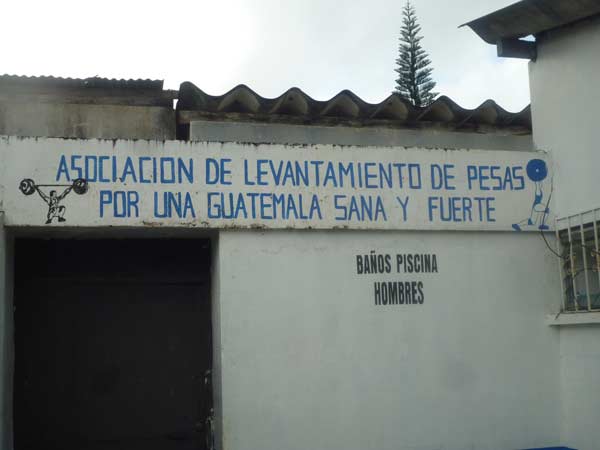 ASOCIACION DE LEVANTAMIENTO DE PESAS
POR UNA GUATEMALA SANA Y FUERTE
BAÑOS PISCINA
HOMBRES